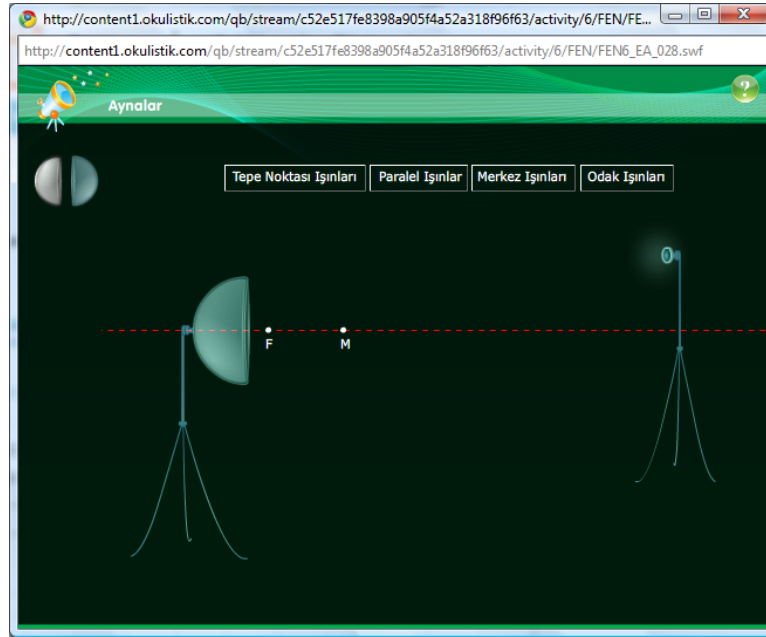 http://content1.okulistik.com/qb/stream/c52e517fe8398a905f4a52a318f96f63/activity/6/FEN/FE...
http://content1.okulistik.com/qb/stream/c52e517fe8398a905f4a52a318f96f63/activity/6/FEN/FEN6_EA_028.swf
Aynalar
?
Tepe Noktası Işınları Paralel Işınlar Merkez Işınları Odak Işınları
F M